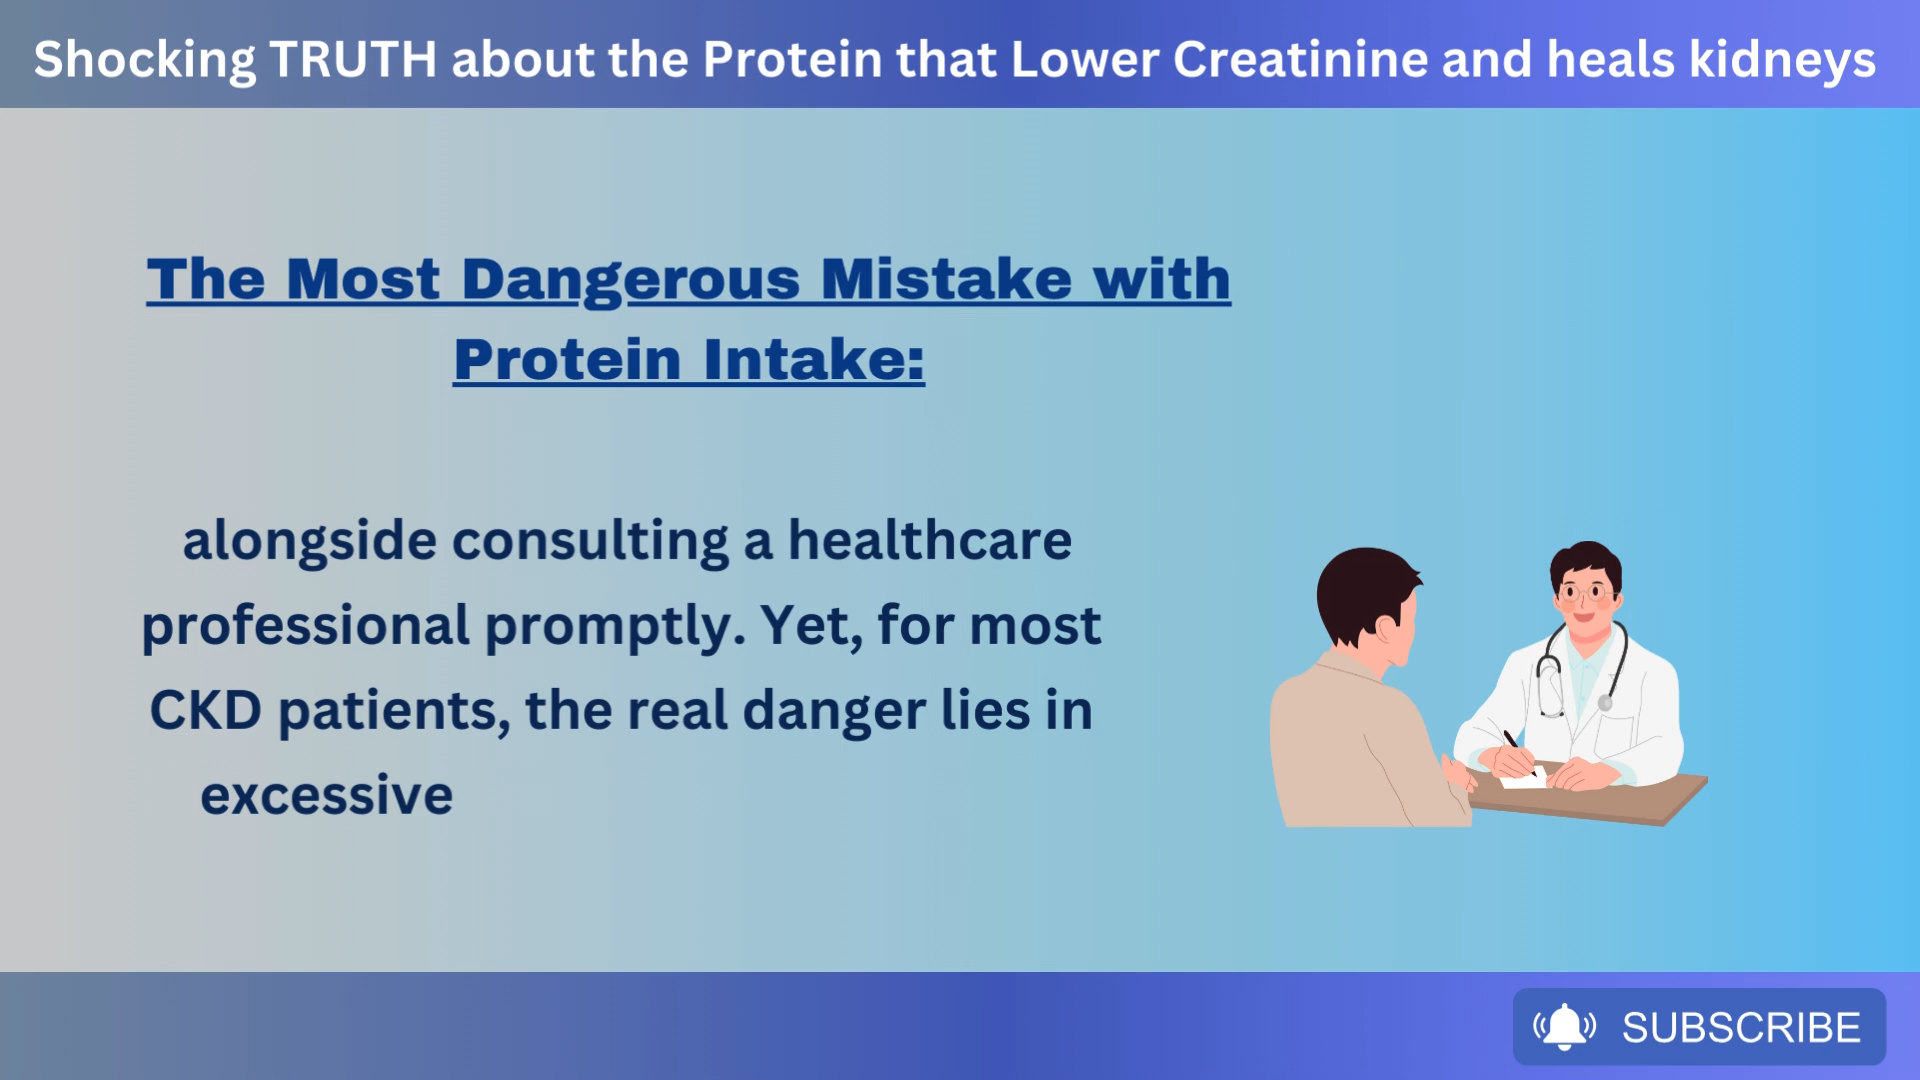 Shocking TRUTH about the Protein that Lower Creatinine and heals kidneys
The Most Dangerous Mistake with
Protein Intake:
alongside consulting a healthcare
professional promptly. Yet, for most
CKD patients, the real danger lies in
excessive
SUBSCRIBE